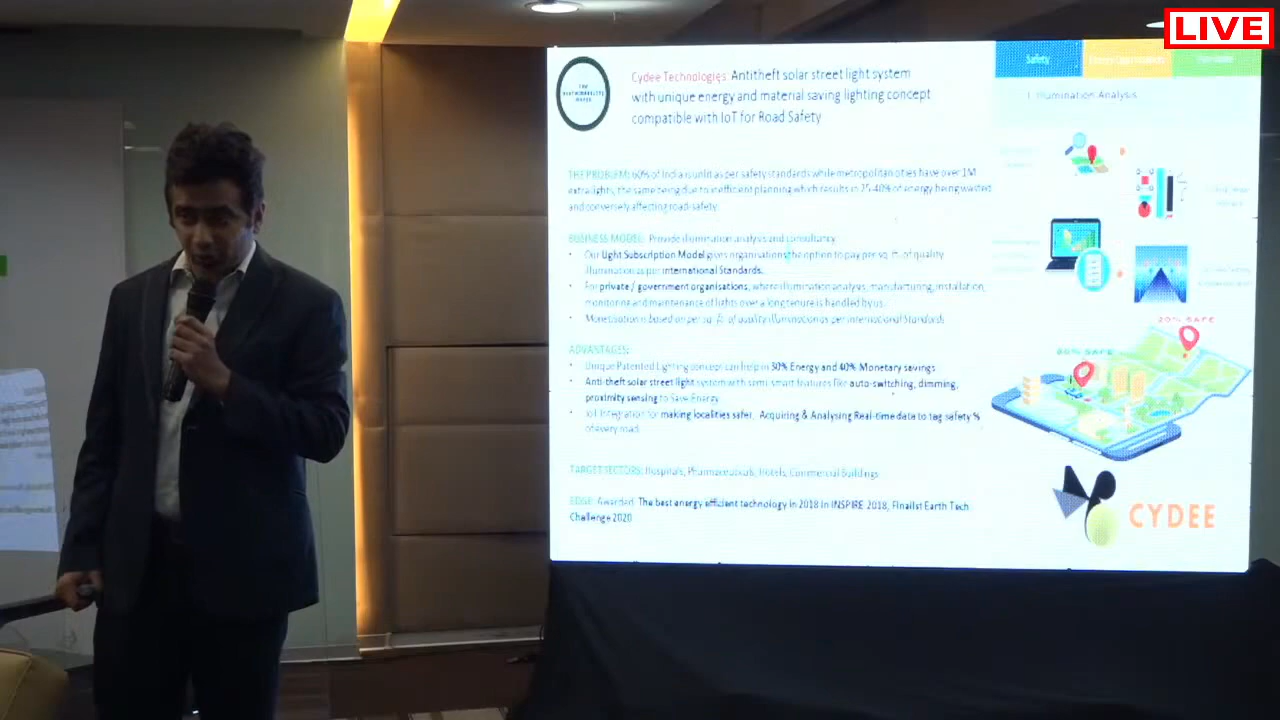 LIVE
Cydee Technologies: Antitheft solar street light system
with unique energy and material saving lighting concept
compatible with IoT for Road Safety
Safety
Illumination Analysis
THE PROBLEM: 60% of India is unlit as per safety standards while metropolitan cities have over 1M
extra lights, the same being due to inefficient planning which results in 25-40% of energy being wasted
and conversely affecting road-safety.
BUSINESS MODEL: Provide illumination analysis and consultancy.
• Our Light Subscription Model gives organisations the option to pay per sq. ft. of quality
illumination as per international Standards.
• For private / government organisations, where illumination analysis, manufacturing, installation,
monitoring and maintenance of lights over a long tenure is handled by us.
• Monetisation is based on per sq. ft. of quality illumination as per International Standards
20% SAFE
80% SAFE
ADVANTAGES:
• Unique Patented Lighting concept can help in 30% Energy and 40% Monetary savings
• Anti-theft solar street light system with semi-smart features like auto-switching, dimming,
proximity sensing to Save Energy
• IoT Integration for making localities safer. Acquiring & Analysing Real-time data to tag safety %
of every road.
TARGET SECTORS: Hospitals, Pharmaceuticals, Hotels, Commercial Buildings
EDGE: Awarded The best energy efficient technology in 2018 in INSPIRE 2018, Finalist Earth Tech
Challenge 2020
CYDEE